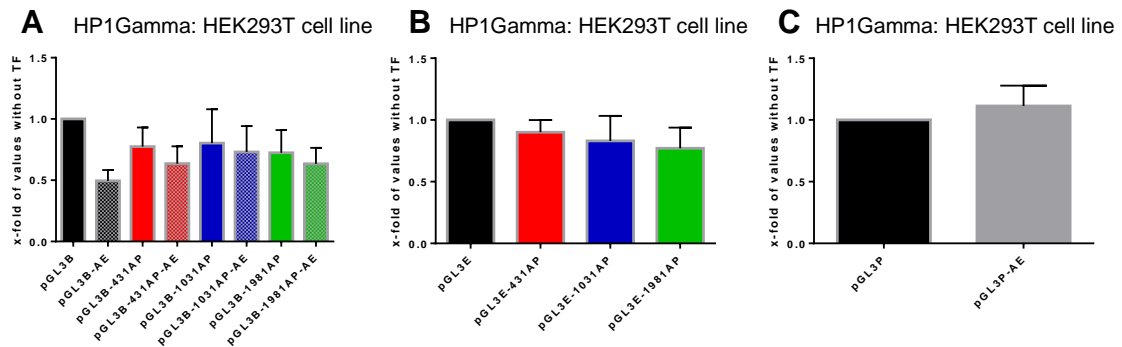 A HP1Gamma: HEK293T cell line
x-fold of values without TF
1.5
1.0
0.5
0.0
pGL3B
pGL3B-AE
pGL3B-431AP
pGL3B-431AP-AE
pGL3B-1031AP
pGL3B-1031AP-AE
pGL3B-1981AP
pGL3B-1981AP-AE
B HP1Gamma: HEK293T cell line
x-fold of values without TF
1.5
1.0
0.5
0.0
pGL3E
pGL3E-431AP
pGL3E-1031AP
pGL3E-1981AP
C HP1Gamma: HEK293T cell line
x-fold of values without TF
1.5
1.0
0.5
0.0
pGL3P
pGL3P-AE